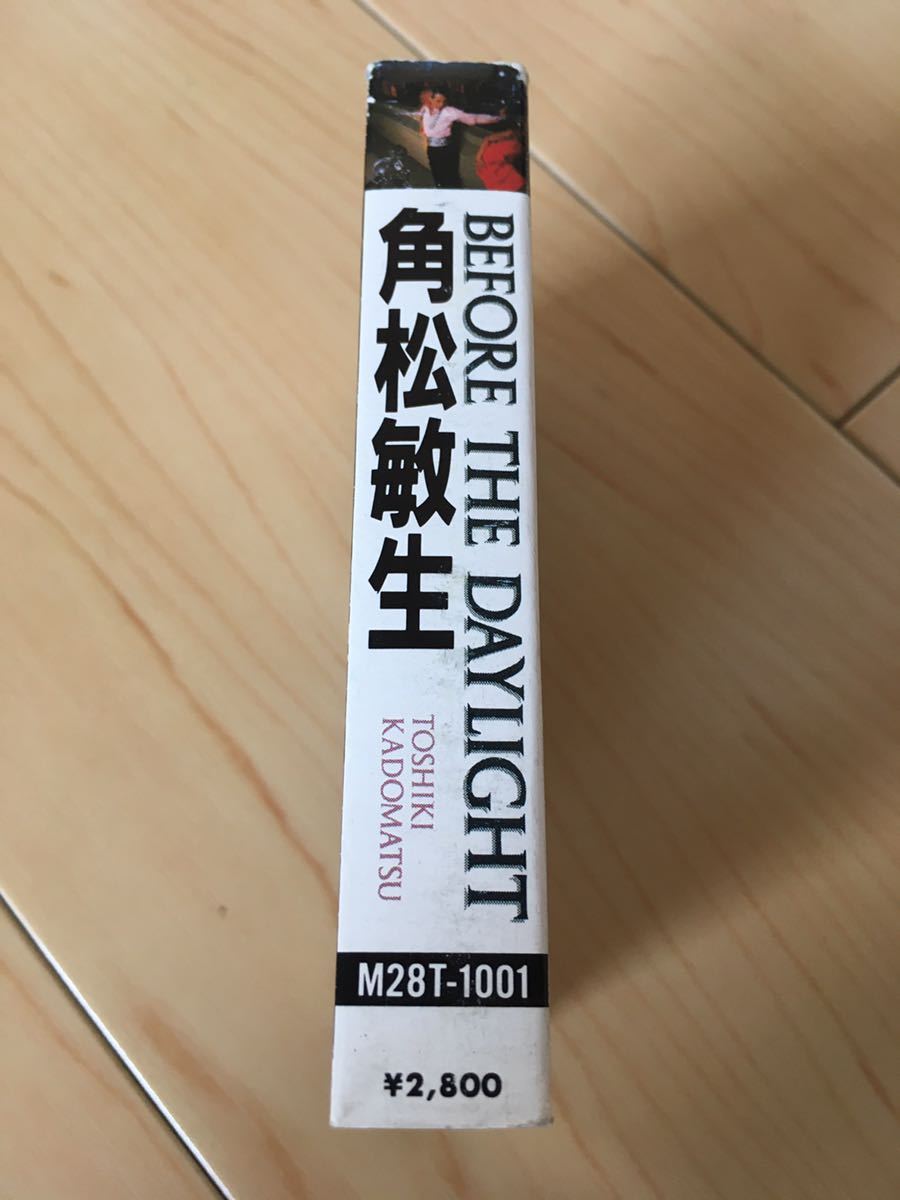 BEFORE THE DAYLIGHT
角松敏生
TOSHIKI
KADOMATSU
M28T-1001
¥2,800